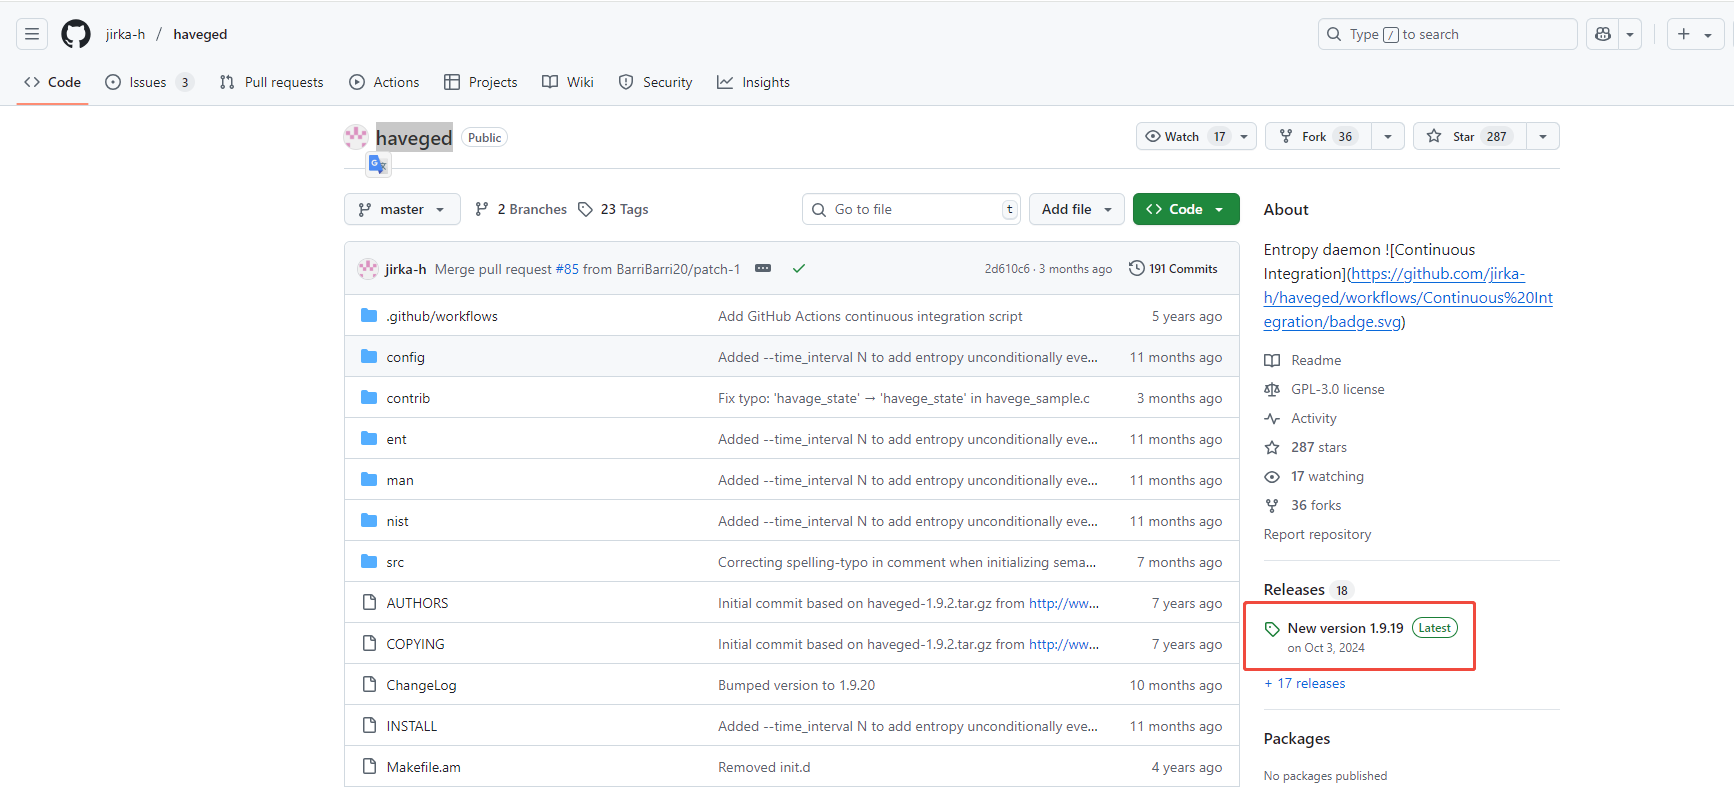 jirka-h / haveged
Type / to search
Code
Issues 3
Pull requests
Actions
Projects
Wiki
Security
Insights
haveged Public
Watch 17
Fork 36
Star 287
master
2 Branches
23 Tags
Go to file t
Add file
Code
jirka-h Merge pull request #85 from BarriBarri20/patch-1
2d610c6 · 3 months ago
191 Commits
.github/workflows Add GitHub Actions continuous integration script 5 years ago
config Added --time_interval N to add entropy unconditionally eve... 11 months ago
contrib Fix typo: 'havage_state' → 'havege_state' in havege_sample.c 3 months ago
ent Added --time_interval N to add entropy unconditionally eve... 11 months ago
man Added --time_interval N to add entropy unconditionally eve... 11 months ago
nist Added --time_interval N to add entropy unconditionally eve... 11 months ago
src Correcting spelling-typo in comment when initializing sema... 7 months ago
AUTHORS Initial commit based on haveged-1.9.2.tar.gz from http://ww... 7 years ago
COPYING Initial commit based on haveged-1.9.2.tar.gz from http://ww... 7 years ago
ChangeLog Bumped version to 1.9.20 10 months ago
INSTALL Added --time_interval N to add entropy unconditionally eve... 11 months ago
Makefile.am Removed init.d 4 years ago
About
Entropy daemon ![Continuous
Integration](https://github.com/jirka-
h/haveged/workflows/Continuous%20Int
egration/badge.svg)
Readme
GPL-3.0 license
Activity
287 stars
17 watching
36 forks
Report repository
Releases 18
New version 1.9.19 Latest
on Oct 3, 2024
+ 17 releases
Packages
No packages published